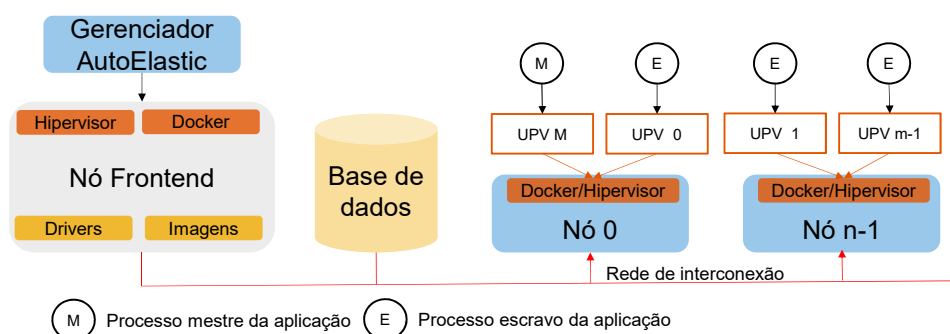 Gerenciador
AutoElastic
Hipervisor
Docker
Nó Frontend
Drivers
Imagens
Base de
dados
M
E
E
E
UPV M
UPV 0
UPV 1
UPV m-1
Docker/Hipervisor
Nó 0
Docker/Hipervisor
Nó n-1
Rede de interconexão
M Processo mestre da aplicação
E Processo escravo da aplicação